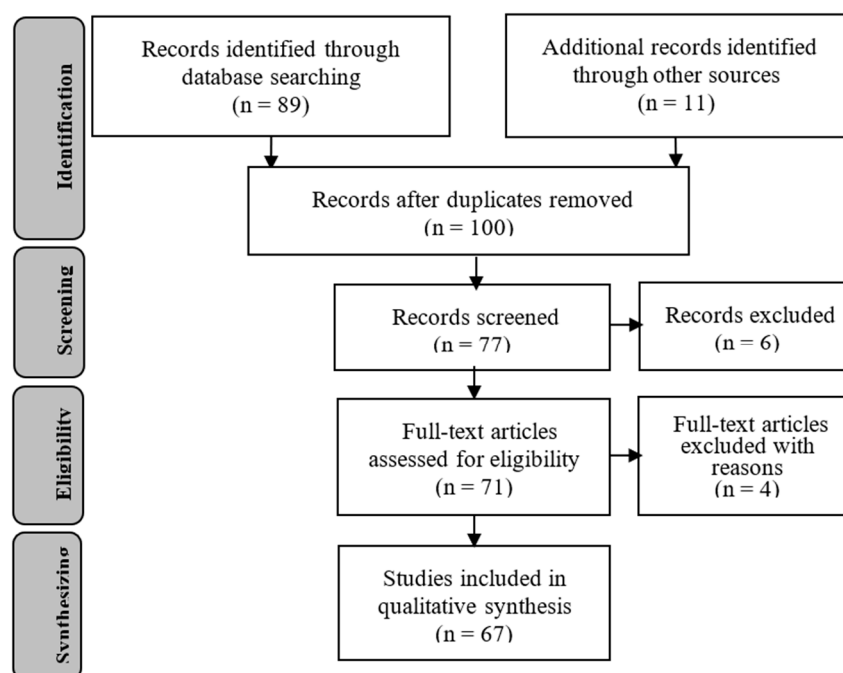 Identification
Records identified through
database searching
(n = 89)
Additional records identified
through other sources
(n = 11)
Records after duplicates removed
(n = 100)
Screening
Records screened
(n = 77)
Records excluded
(n = 6)
Eligibility
Full-text articles
assessed for eligibility
(n = 71)
Full-text articles
excluded with
reasons
(n = 4)
Synthesizing
Studies included in
qualitative synthesis
(n = 67)